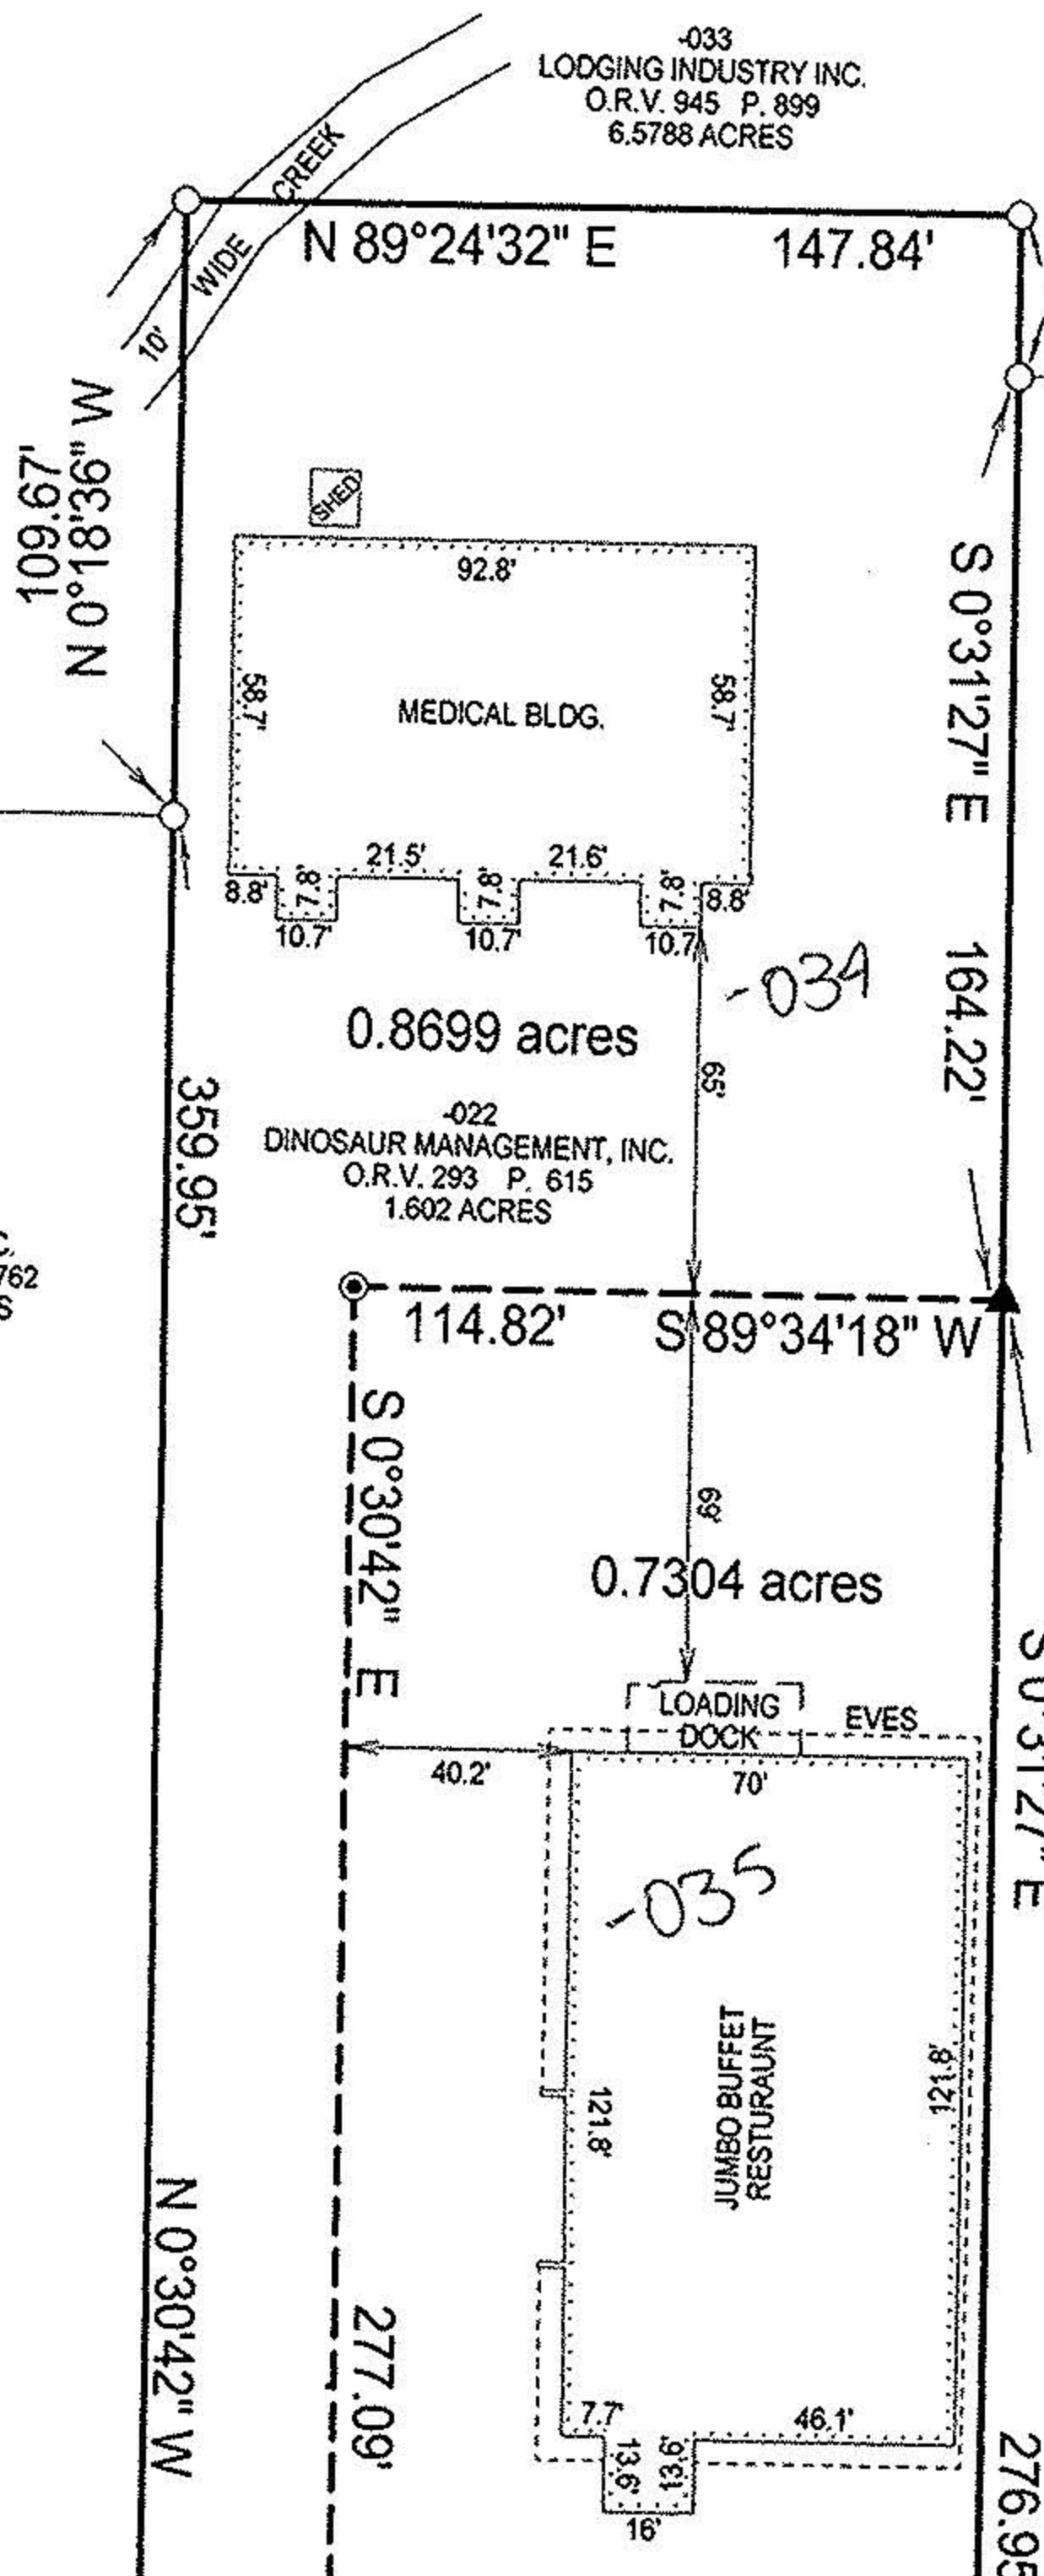 -033
LODGING INDUSTRY INC.
O.R.V. 945 P. 899
6.5788 ACRES
10' WIDE CREEK
N 89°24'32" E 147.84'
109.67'
N 0°18'36" W
SHED
92.8'
58.7'
58.7'
MEDICAL BLDG.
S 0°31'27" E 164.22'
21.5'
21.6'
8.8'
7.8'
7.8'
7.8'
8.8'
10.7'
10.7'
10.7'
-034
0.8699 acres
65'
-022
DINOSAUR MANAGEMENT, INC.
O.R.V. 293 P. 615
1.602 ACRES
359.95'
762
S
114.82' S 89°34'18" W
S 0°30'42" E
69'
0.7304 acres
LOADING
DOCK
EVES
40.2'
70'
S 0°31'27" E
-035
JUMBO BUFFET
RESTURAUNT
121.8'
121.8'
N 0°30'42" W
277.09'
7.7'
46.1'
13.6'
13.6'
16'
276.95